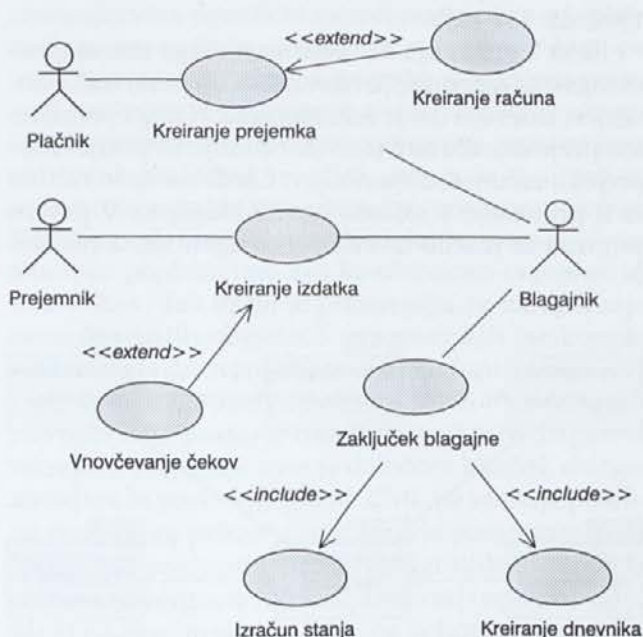 <<extend>>
Kreiranje računa
Plačnik
Kreiranje prejemka
Prejemnik
Kreiranje izdatka
Blagajnik
<<extend>>
Vnovčevanje čekov
Zaključek blagajne
<<include>>
<<include>>
Izračun stanja
Kreiranje dnevnika